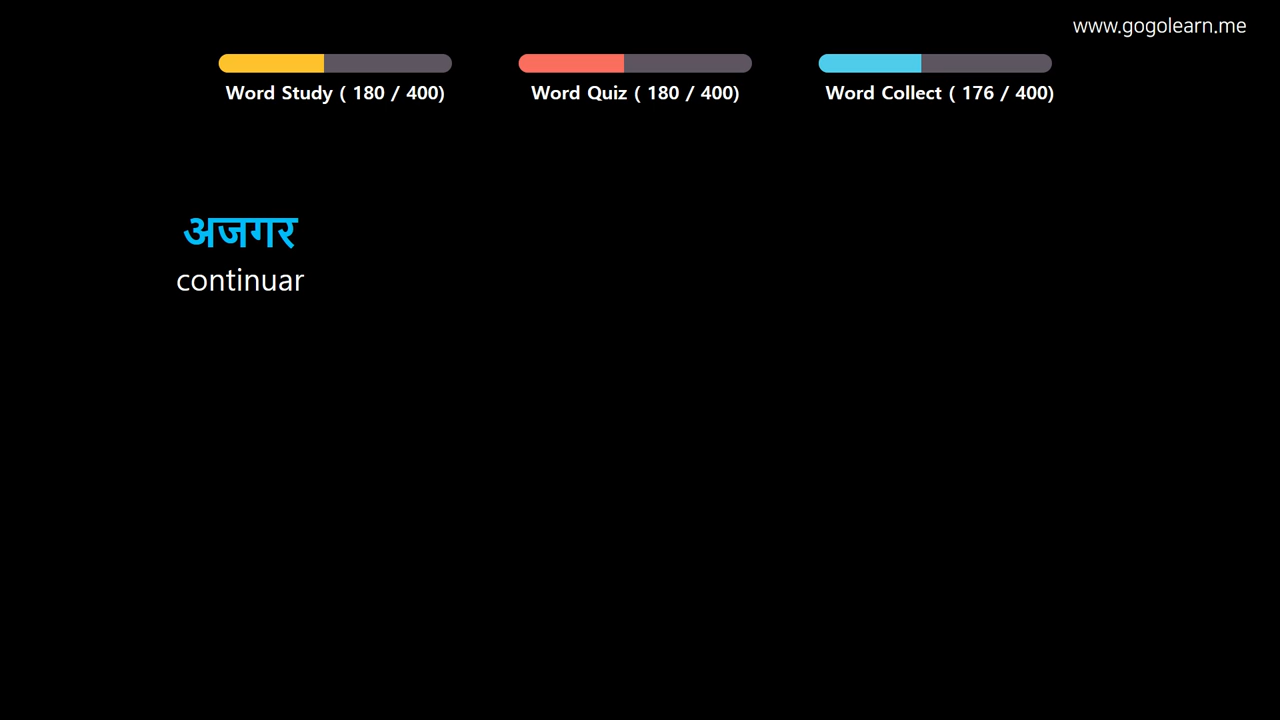 www.gogolearn.me
Word Study ( 180 / 400)
Word Quiz ( 180 / 400)
Word Collect ( 176 / 400)
अजगर
continuar